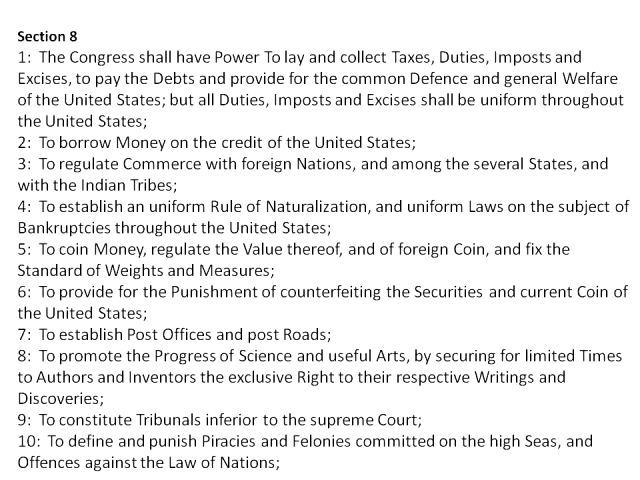 Section 8
1: The Congress shall have Power To lay and collect Taxes, Duties, Imposts and
Excises, to pay the Debts and provide for the common Defence and general Welfare
of the United States; but all Duties, Imposts and Excises shall be uniform throughout
the United States;
2: To borrow Money on the credit of the United States;
3: To regulate Commerce with foreign Nations, and among the several States, and
with the Indian Tribes;
4: To establish an uniform Rule of Naturalization, and uniform Laws on the subject of
Bankruptcies throughout the United States;
5: To coin Money, regulate the Value thereof, and of foreign Coin, and fix the
Standard of Weights and Measures;
6: To provide for the Punishment of counterfeiting the Securities and current Coin of
the United States;
7: To establish Post Offices and post Roads;
8: To promote the Progress of Science and useful Arts, by securing for limited Times
to Authors and Inventors the exclusive Right to their respective Writings and
Discoveries;
9: To constitute Tribunals inferior to the supreme Court;
10: To define and punish Piracies and Felonies committed on the high Seas, and
Offences against the Law of Nations;